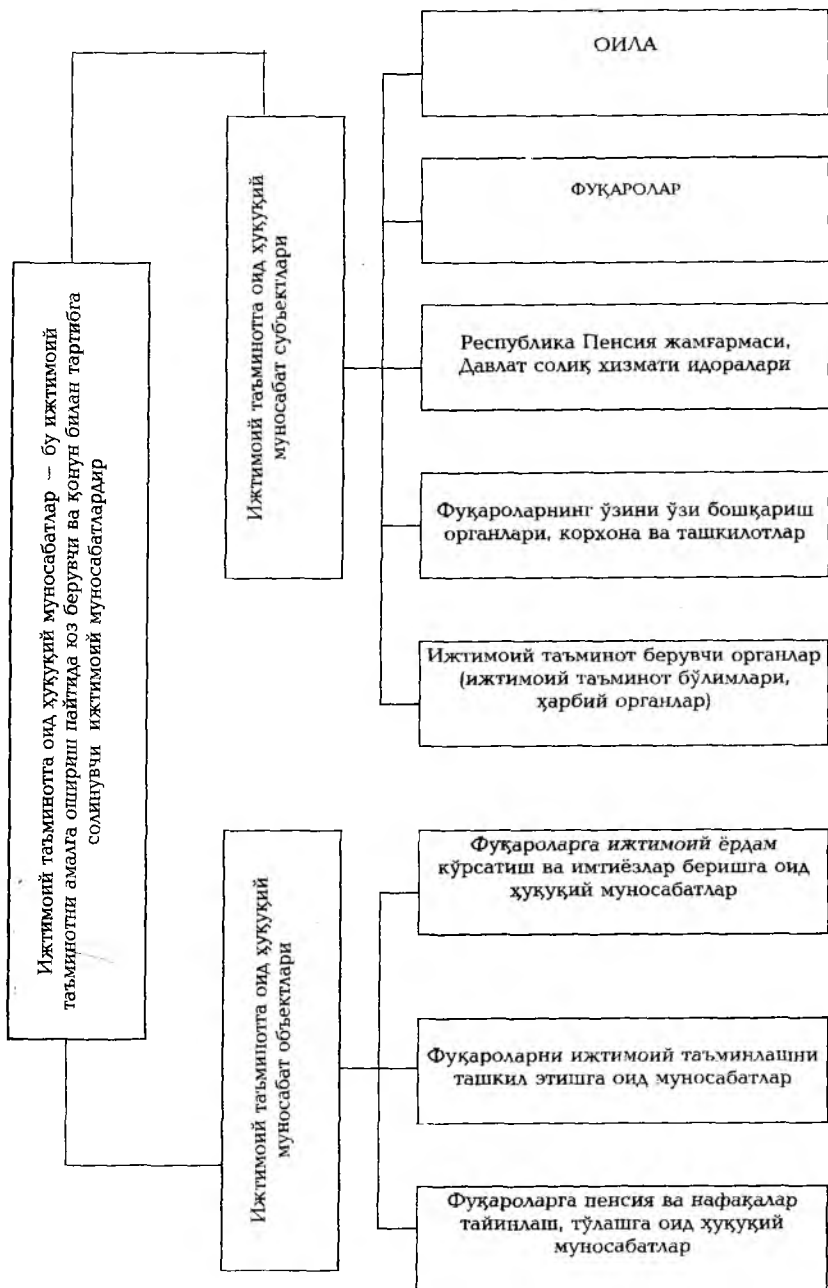 Ижтимоий таъминотга оид ҳуқуқий муносабатлар — бу ижтимоий
таъминотни амалга ошириш пайтида юз берувчи ва қонун билан тартибга
солинувчи ижтимоий муносабатлардир
Ижтимоий таъминотга оид ҳуқуқий
муносабат субъектлари
ОИЛА
ФУҚАРОЛАР
Республика Пенсия жамғармаси,
Давлат солиқ хизмати идоралари
Фуқароларнинг ўзини ўзи бошқариш
органлари, корхона ва ташкилотлар
Ижтимоий таъминот берувчи органлар
(ижтимоий таъминот бўлимлари,
ҳарбий органлар)
Ижтимоий таъминотга оид ҳуқуқий
муносабат объектлари
Фуқароларга ижтимоий ёрдам
кўрсатиш ва имтиёзлар беришга оид
ҳуқуқий муносабатлар
Фуқароларни ижтимоий таъминлашни
ташкил этишга оид муносабатлар
Фуқароларга пенсия ва нафақалар
тайинлаш, тўлашга оид ҳуқуқий
муносабатлар